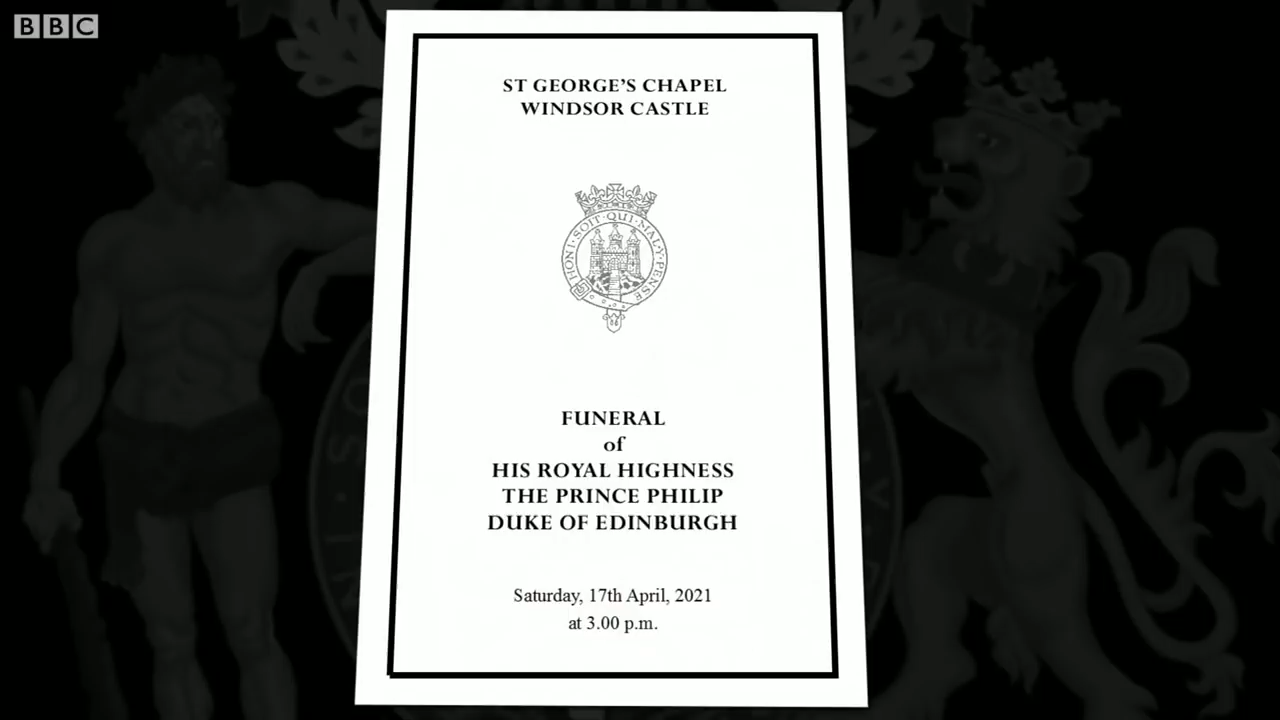 BBC
ST GEORGE'S CHAPEL
WINDSOR CASTLE
HONI·SOIT·QUI·MAL·Y·PENSE
FUNERAL
of
HIS ROYAL HIGHNESS
THE PRINCE PHILIP
DUKE OF EDINBURGH
Saturday, 17th April, 2021
at 3.00 p.m.